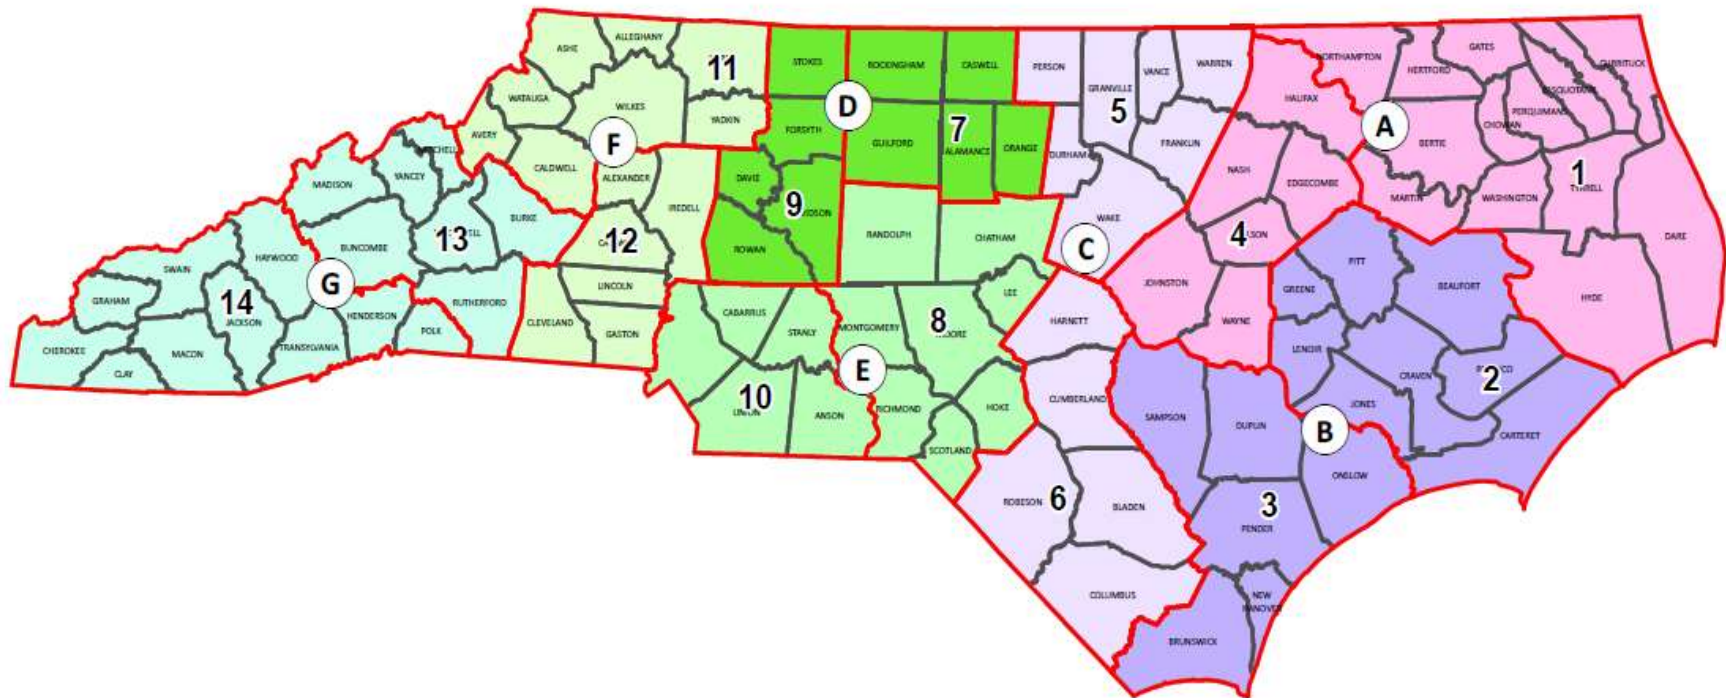 ASHE
ALLEGHANY
11
STOKES
ROCKINGHAM
CASWELL
PERSON
GRANVILLE
VANCE
WARREN
NORTHAMPTON
GATES
HERTFORD
HALIFAX
WATAUGA
WILKES
YADKIN
D
5
A
PERQUIMANS
CHOWAN
AVERY
F
FORSYTH
GUILFORD
7
ALAMANCE
ORANGE
DURHAM
FRANKLIN
BERTIE
CALDWELL
ALEXANDER
MADISON
YANCEY
DAVIE
NASH
EDGECOMBE
MARTIN
WASHINGTON
1
IREDELL
9
BURKE
WAKE
BUNCOMBE
13
12
ROWAN
RANDOLPH
CHATHAM
C
4
DARE
HAYWOOD
SWAIN
G
LINCOLN
LEE
JOHNSTON
PITT
GREENE
BEAUFORT
HYDE
GRAHAM
14
JACKSON
HENDERSON
RUTHERFORD
POLK
CLEVELAND
GASTON
CABARRUS
STANLY
MONTGOMERY
8
HARNETT
WAYNE
CHEROKEE
MACON
TRANSYLVANIA
CLAY
LENOIR
CRAVEN
2
E
10
ANSON
RICHMOND
HOKE
CUMBERLAND
SAMPSON
DUPLIN
JONES
B
CARTERET
SCOTLAND
ROBESON
6
BLADEN
3
PENDER
ONSLOW
COLUMBUS
NEW
HANOVER
BRUNSWICK